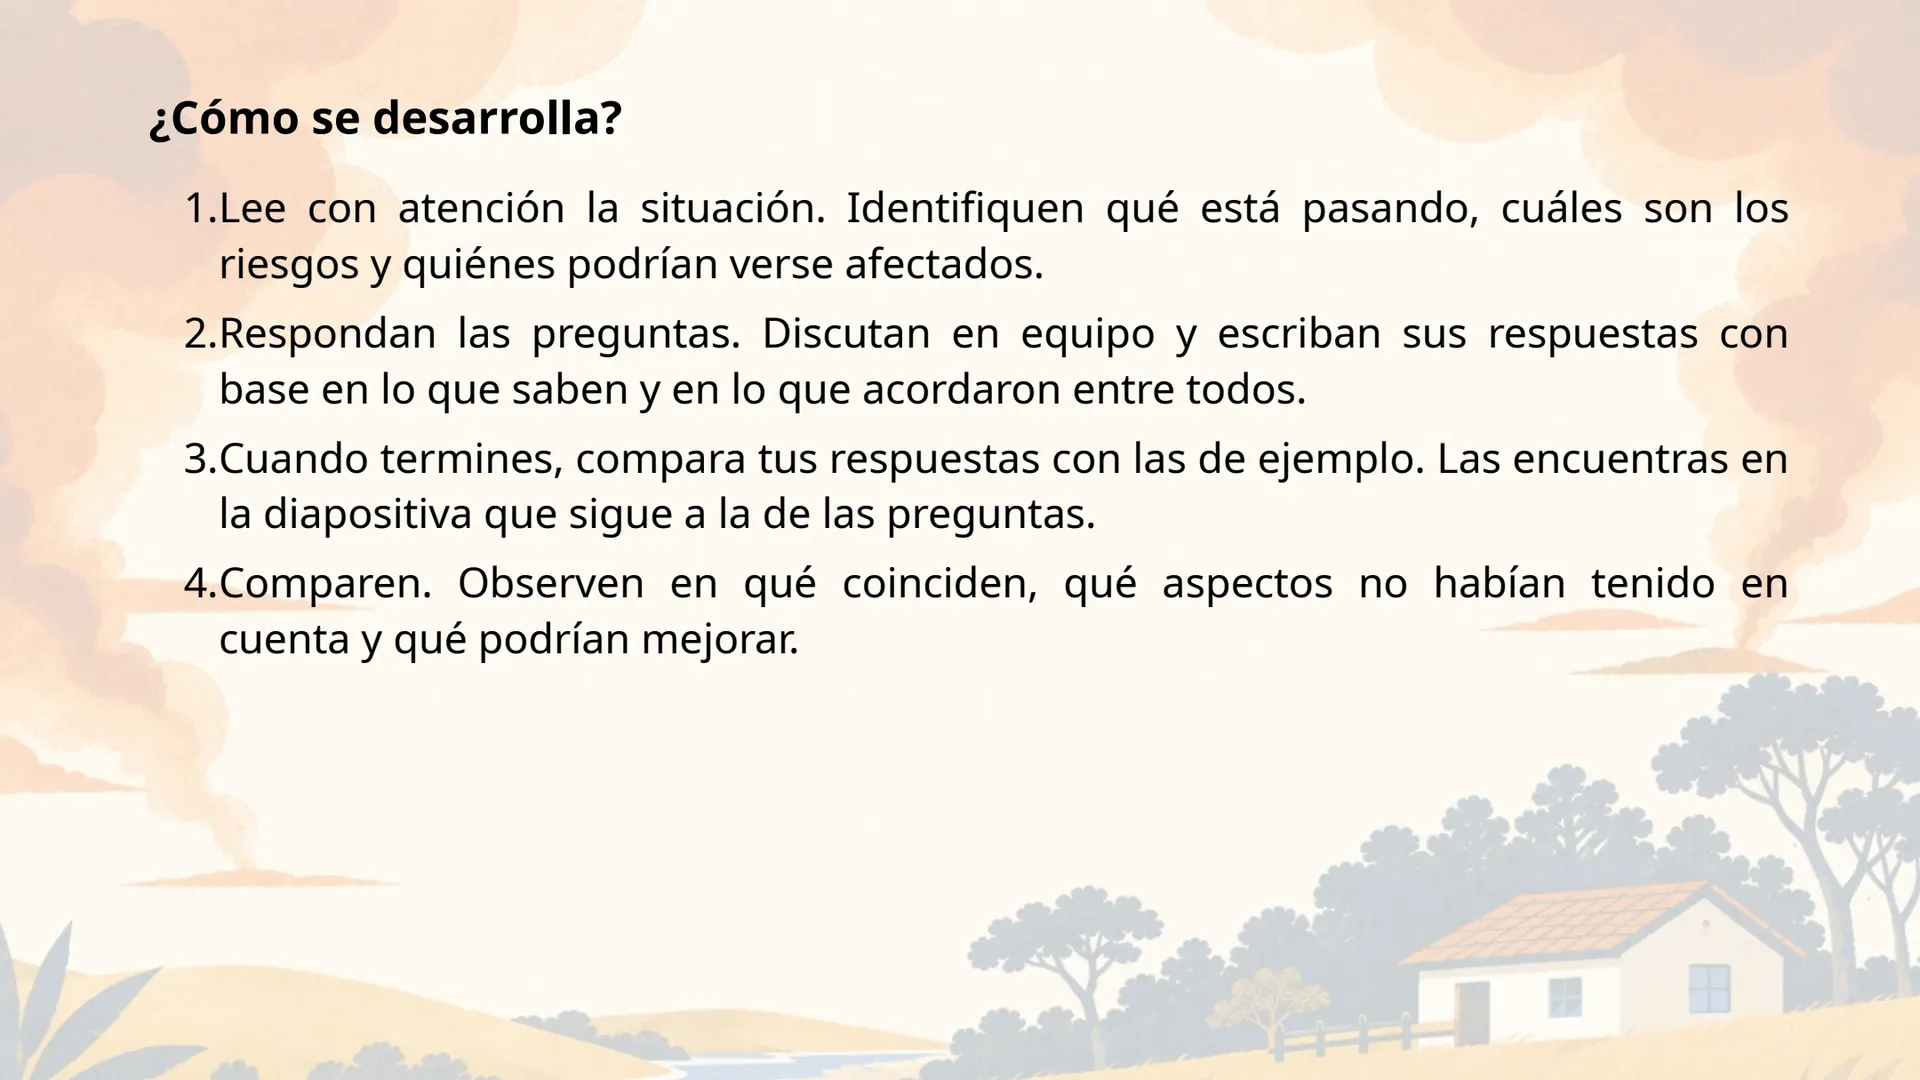 ¿Cómo se desarrolla?
1.Lee con atención la situación. Identifiquen qué está pasando, cuáles son los
riesgos y quiénes podrían verse afectados.
2.Respondan las preguntas. Discutan en equipo y escriban sus respuestas con
base en lo que saben y en lo que acordaron entre todos.
3.Cuando termines, compara tus respuestas con las de ejemplo. Las encuentras en
la diapositiva que sigue a la de las preguntas.
4.Comparen. Observen en qué coinciden, qué aspectos no habían tenido en
cuenta y qué podrían mejorar.